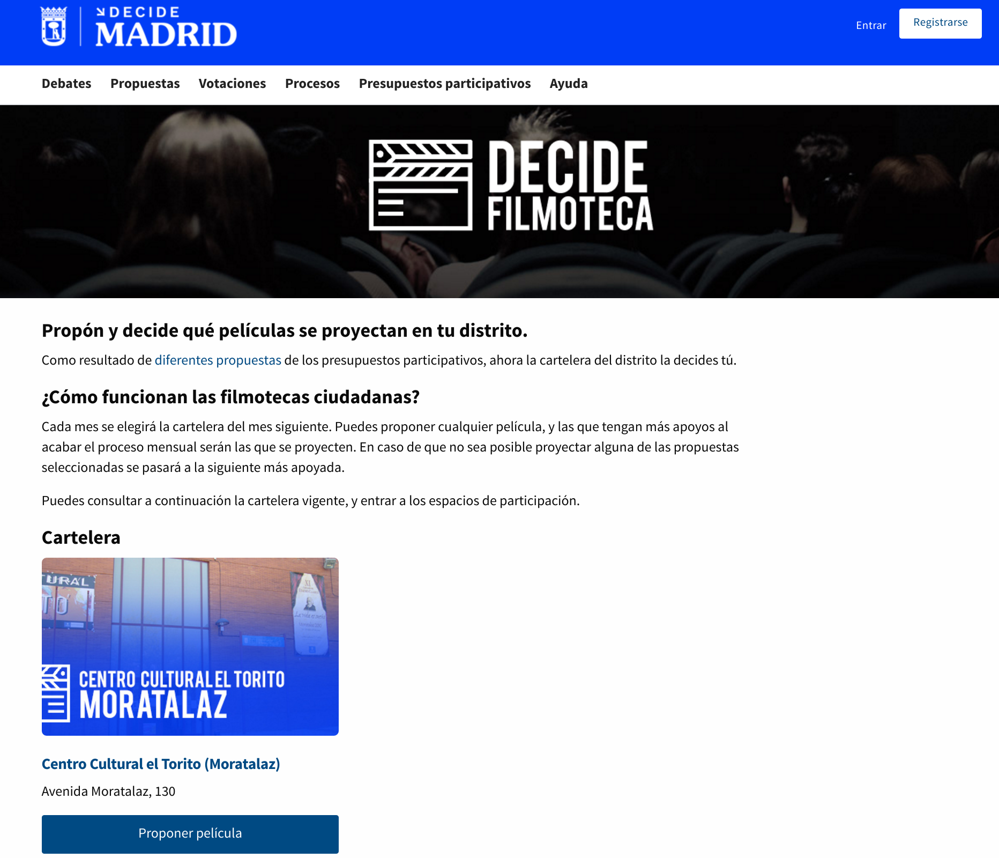 DECIDE
MADRID
Entrar
Registrarse
Debates Propuestas Votaciones Procesos Presupuestos participativos Ayuda
DECIDE
FILMOTECA
Propón y decide qué películas se proyectan en tu distrito.
Como resultado de diferentes propuestas de los presupuestos participativos, ahora la cartelera del distrito la decides tú.
¿Cómo funcionan las filmotecas ciudadanas?
Cada mes se elegirá la cartelera del mes siguiente. Puedes proponer cualquier película, y las que tengan más apoyos al
acabar el proceso mensual serán las que se proyecten. En caso de que no sea posible proyectar alguna de las propuestas
seleccionadas se pasará a la siguiente más apoyada.
Puedes consultar a continuación la cartelera vigente, y entrar a los espacios de participación.
Cartelera
URAL
XI
CENTRO CULTURAL EL TORITO
MORATALAZ
Centro Cultural el Torito (Moratalaz)
Avenida Moratalaz, 130
Proponer película